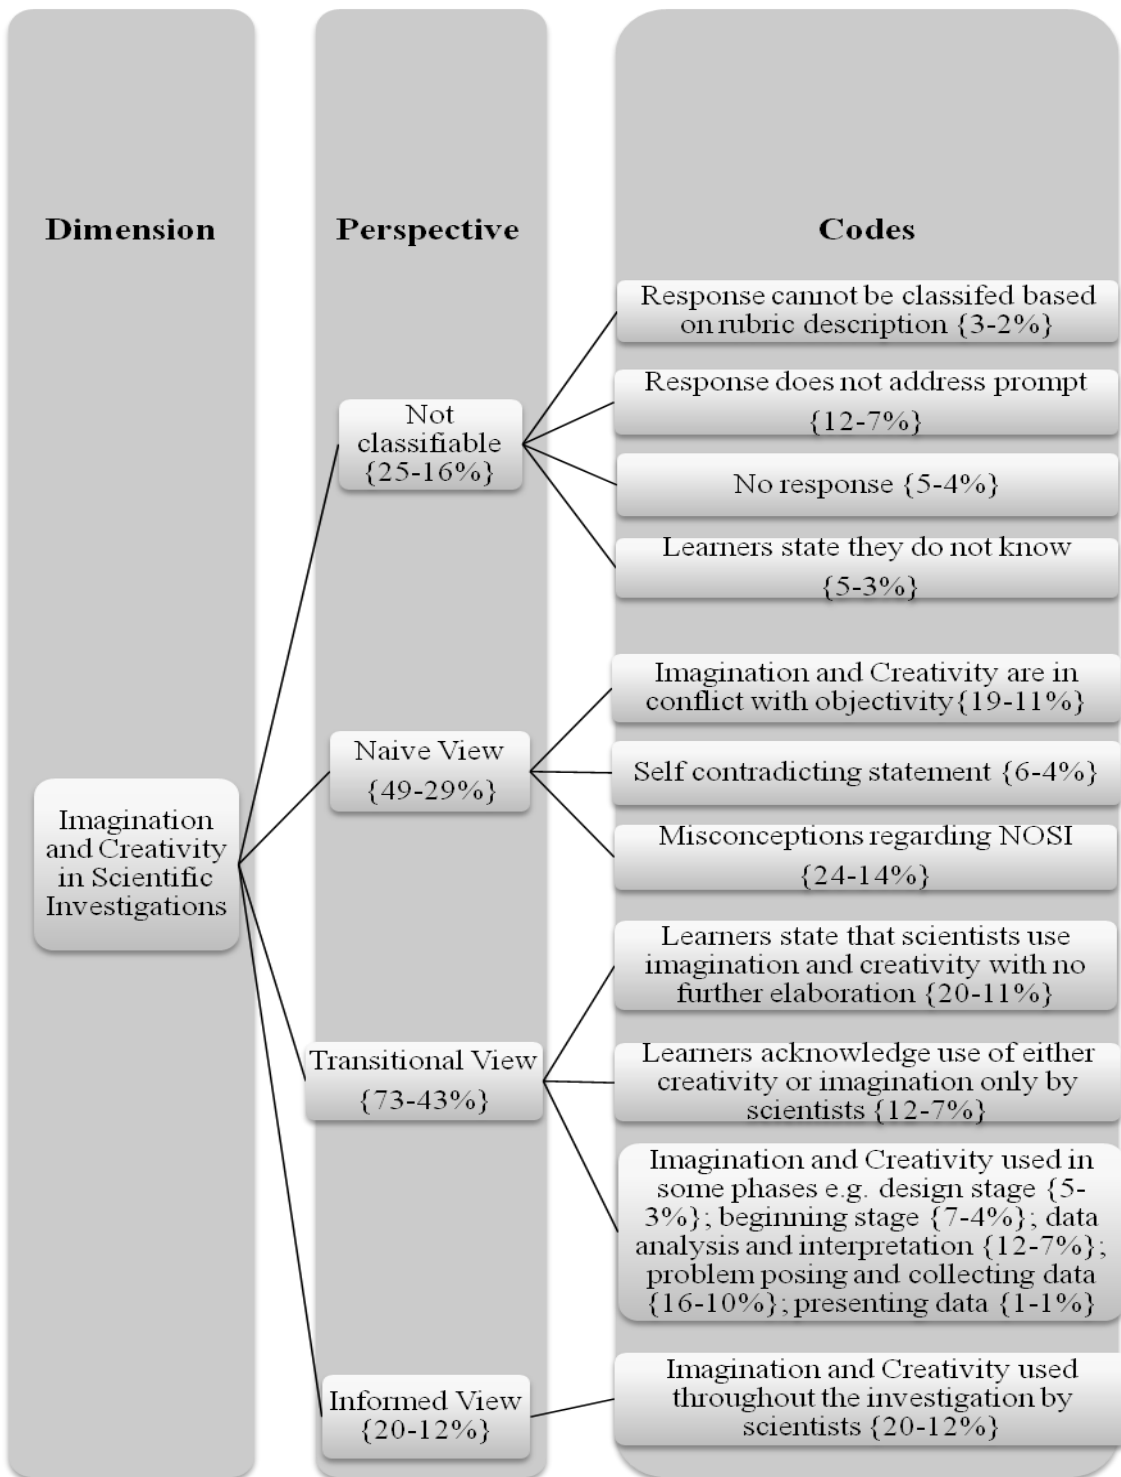 Dimension
Perspective
Codes
Imagination
and Creativity
in Scientific
Investigations
Not
classifiable
{25-16%}
Response cannot be classifed based
on rubric description {3-2%}
Response does not address prompt
{12-7%}
No response {5-4%}
Learners state they do not know
{5-3%}
Naive View
{49-29%}
Imagination and Creativity are in
conflict with objectivity{19-11%}
Self contradicting statement {6-4%}
Misconceptions regarding NOSI
{24-14%}
Transitional View
{73-43%}
Learners state that scientists use
imagination and creativity with no
further elaboration {20-11%}
Learners acknowledge use of either
creativity or imagination only by
scientists {12-7%}
Imagination and Creativity used in
some phases e.g. design stage {5-
3%}; beginning stage {7-4%}; data
analysis and interpretation {12-7%};
problem posing and collecting data
{16-10%}; presenting data {1-1%}
Informed View
{20-12%}
Imagination and Creativity used
throughout the investigation by
scientists {20-12%}